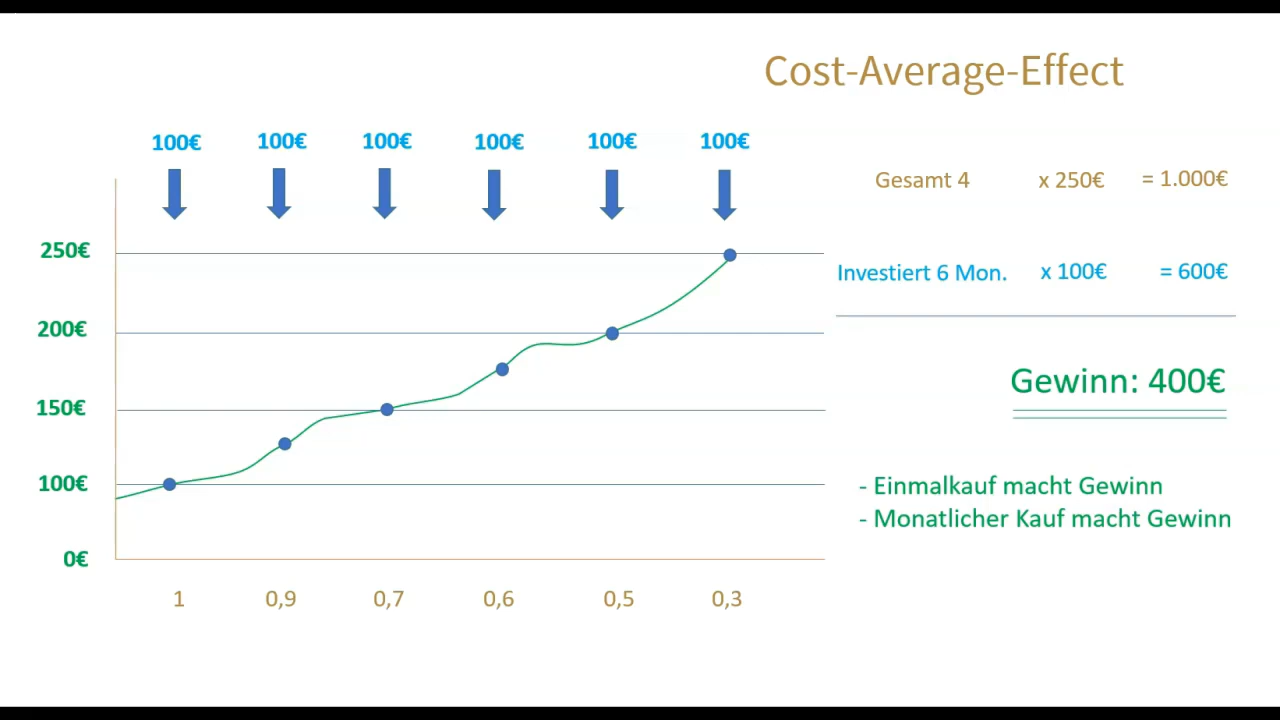 Cost-Average-Effect
100€ 100€ 100€ 100€ 100€ 100€
Gesamt 4 x 250€ = 1.000€
250€
Investiert 6 Mon. x 100€ = 600€
200€
Gewinn: 400€
150€
100€
- Einmalkauf macht Gewinn
- Monatlicher Kauf macht Gewinn
0€
1 0,9 0,7 0,6 0,5 0,3